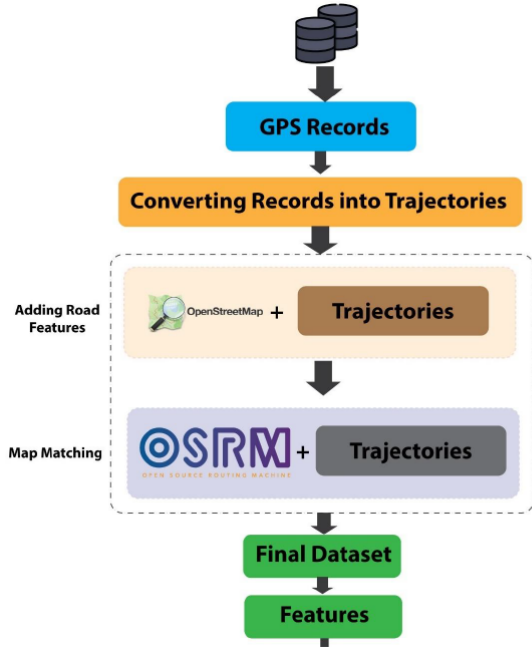 GPS Records
Converting Records into Trajectories
Adding Road
Features
OpenStreetMap + Trajectories
Map Matching
OSRM + Trajectories
OPEN SOURCE ROUTING MACHINE
Final Dataset
Features